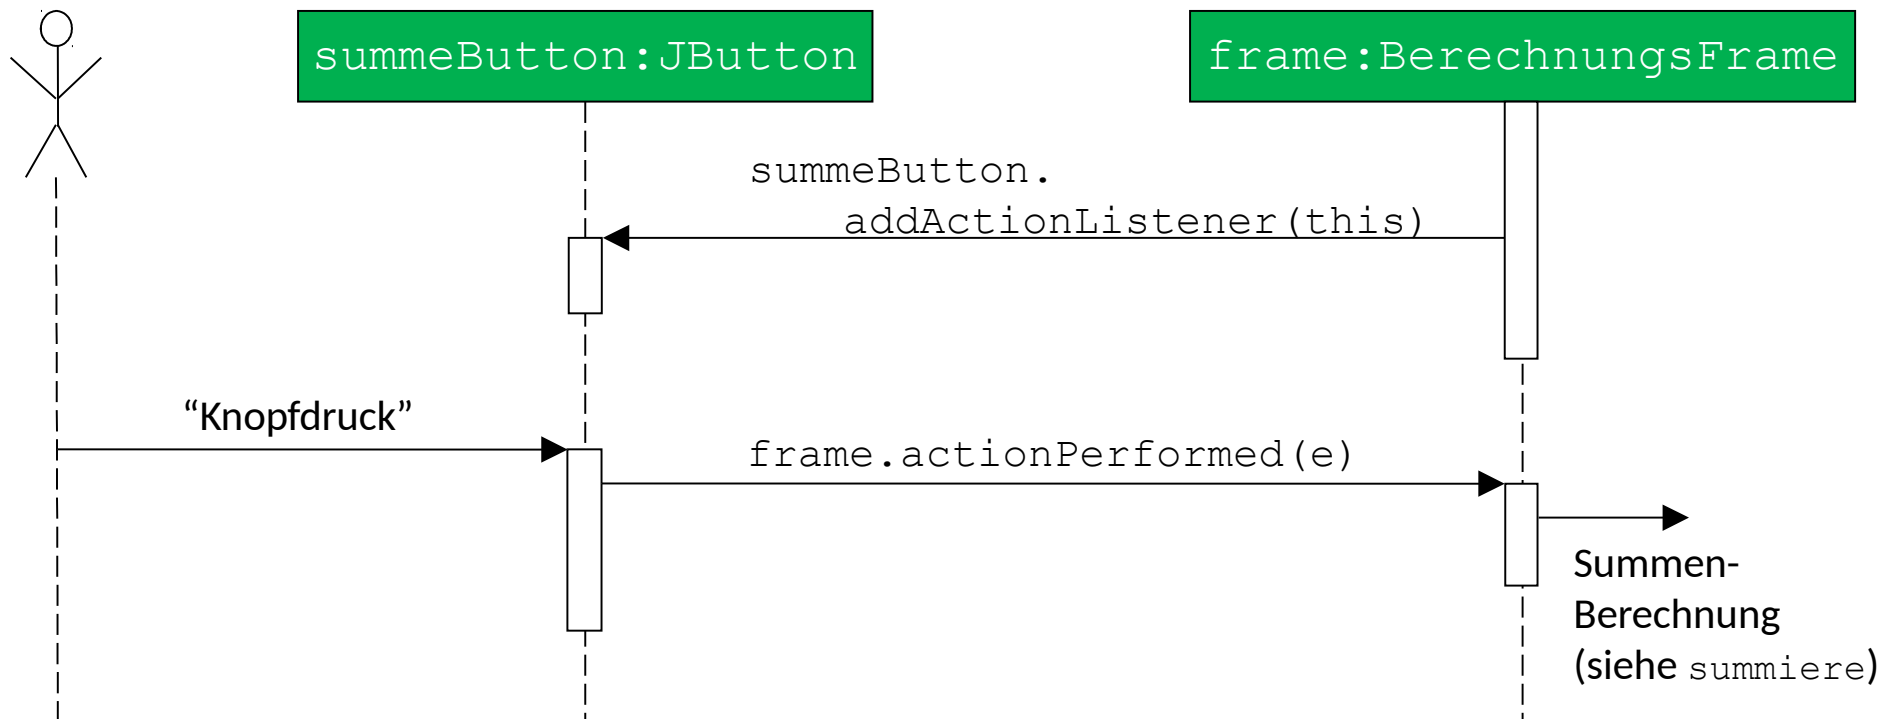 summeButton:JButton
frame:BerechnungsFrame
summeButton.
addActionListener(this)
“Knopfdruck”
frame.actionPerformed(e)
Summen-
Berechnung
(siehe summiere)